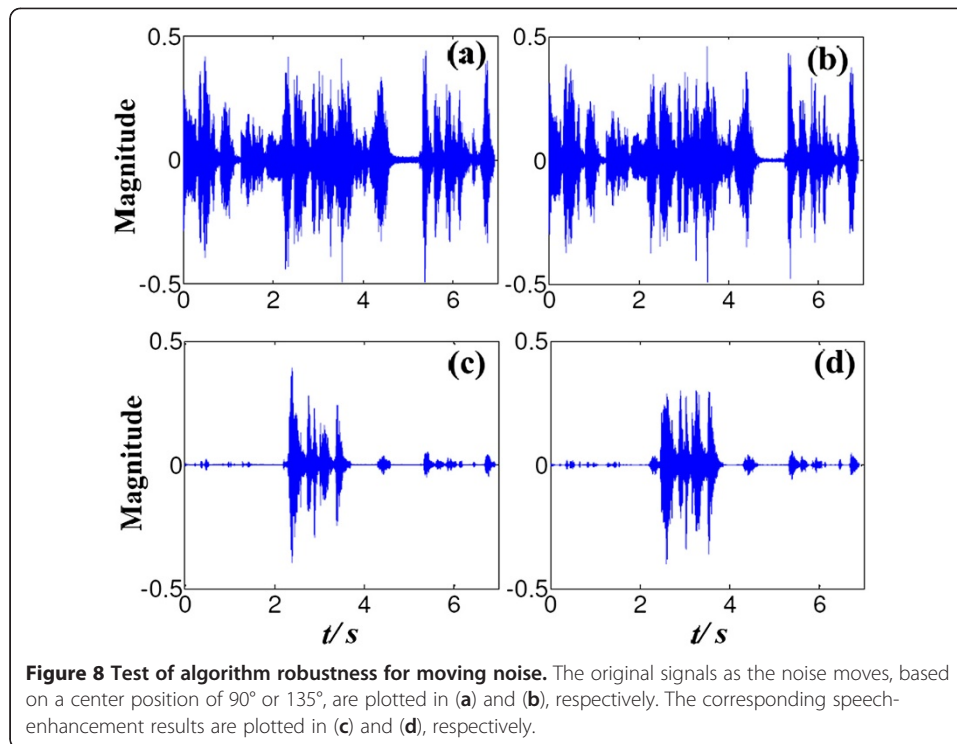 0.5
(a)
0
Magnitude
-0.5
0 2 4 6
0.5
(b)
0
-0.5
0 2 4 6
0.5
(c)
0
Magnitude
-0.5
0 2 4 6
t/ s
0.5
(d)
0
-0.5
0 2 4 6
t/ s
Figure 8 Test of algorithm robustness for moving noise. The original signals as the noise moves, based
on a center position of 90° or 135°, are plotted in (a) and (b), respectively. The corresponding speech-
enhancement results are plotted in (c) and (d), respectively.